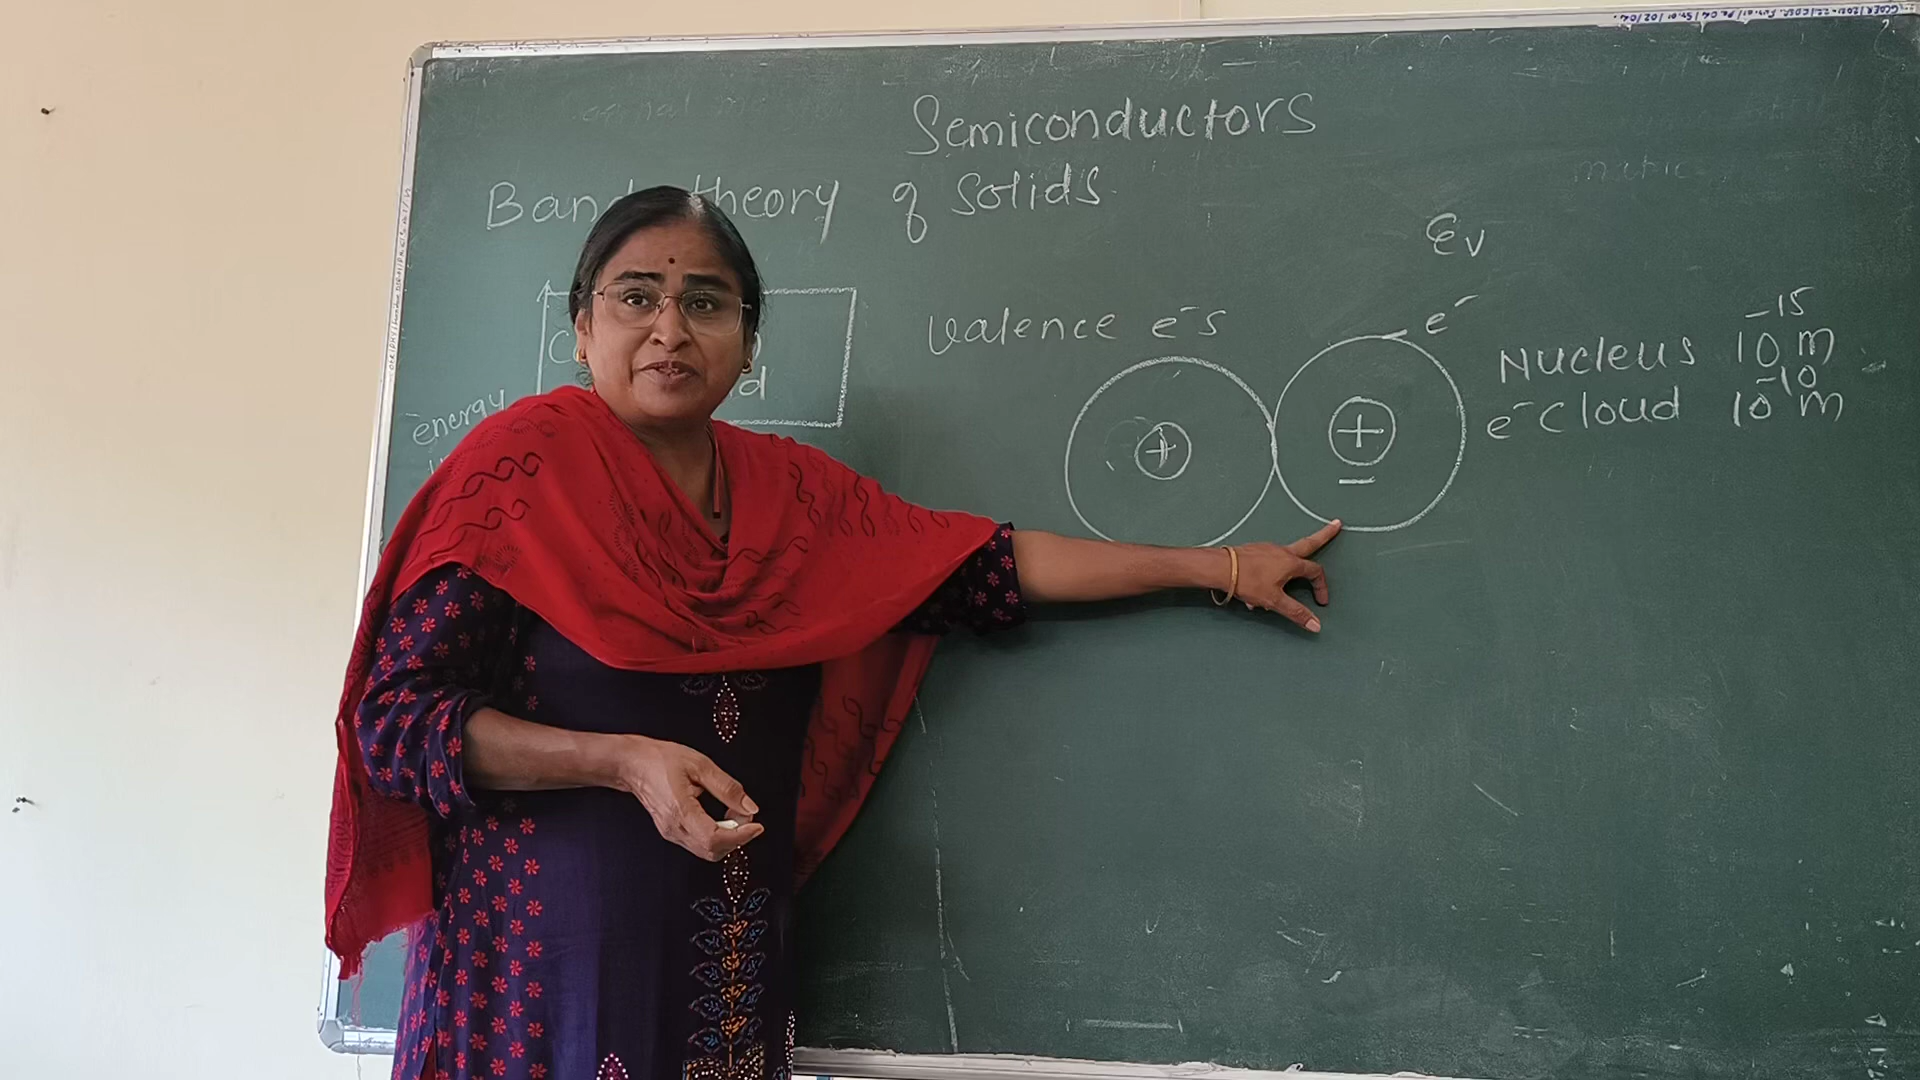 Semiconductors
Band theory of solids
Ev
Valence e⁻s
e⁻
Nucleus 10⁻¹⁵ m
e⁻ cloud 10⁻¹⁰ m
energy
+
+
−